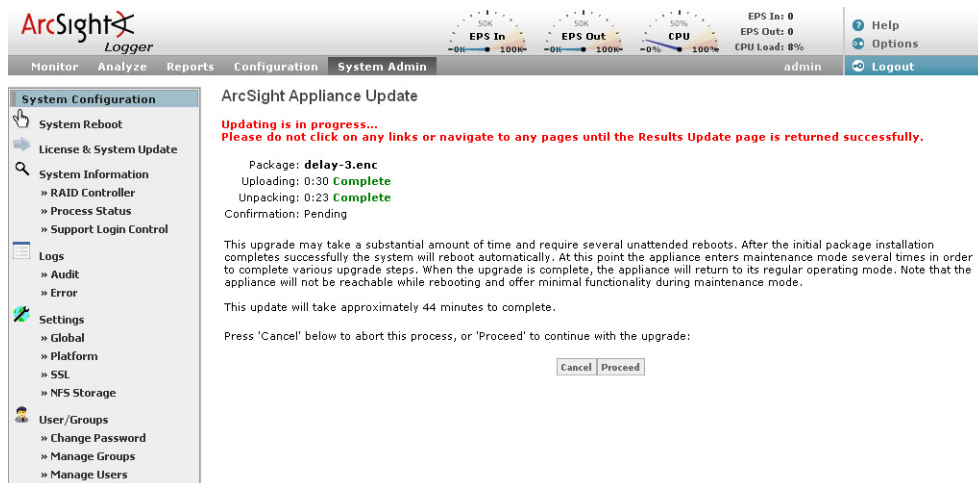 ArcSight
Logger
50K
EPS In
-0K 100K-
50K
EPS Out
-0K 100K-
50%
CPU
-0% 100%
EPS In: 0
EPS Out: 0
CPU Load: 8%
Help
Options
Monitor Analyze Reports Configuration System Admin admin Logout
System Configuration
System Reboot
License & System Update
System Information
» RAID Controller
» Process Status
» Support Login Control
Logs
» Audit
» Error
Settings
» Global
» Platform
» SSL
» NFS Storage
User/Groups
» Change Password
» Manage Groups
» Manage Users
ArcSight Appliance Update
Updating is in progress...
Please do not click on any links or navigate to any pages until the Results Update page is returned successfully.
Package: delay-3.enc
Uploading: 0:30 Complete
Unpacking: 0:23 Complete
Confirmation: Pending
This upgrade may take a substantial amount of time and require several unattended reboots. After the initial package installation
completes successfully the system will reboot automatically. At this point the appliance enters maintenance mode several times in order
to complete various upgrade steps. When the upgrade is complete, the appliance will return to its regular operating mode. Note that the
appliance will not be reachable while rebooting and offer minimal functionality during maintenance mode.
This update will take approximately 44 minutes to complete.
Press 'Cancel' below to abort this process, or 'Proceed' to continue with the upgrade:
Cancel Proceed